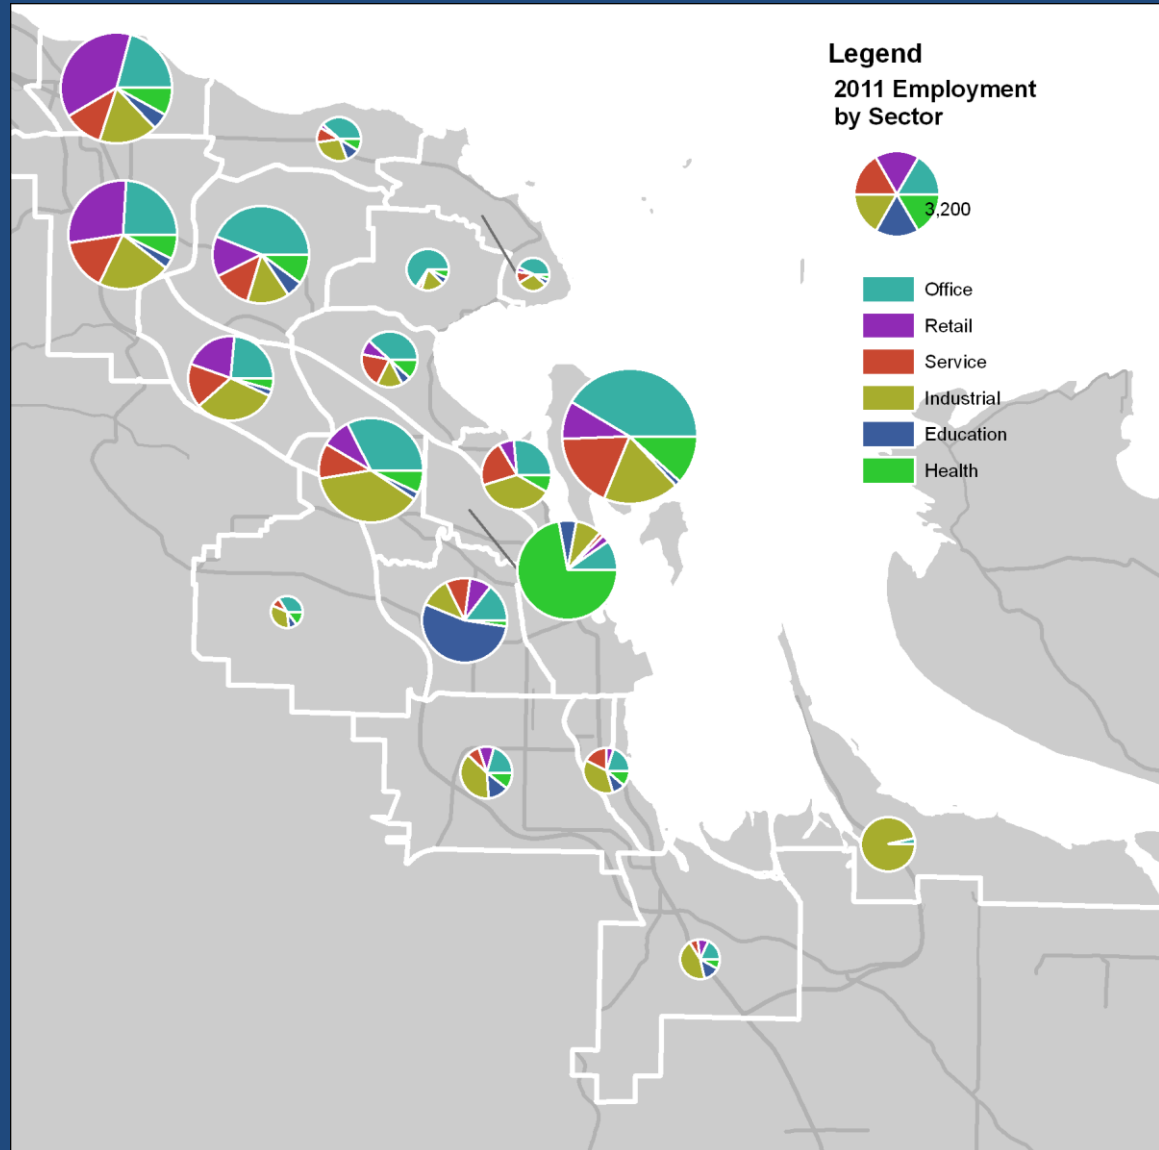 Legend
2011 Employment
by Sector
3,200
Office
Retail
Service
Industrial
Education
Health